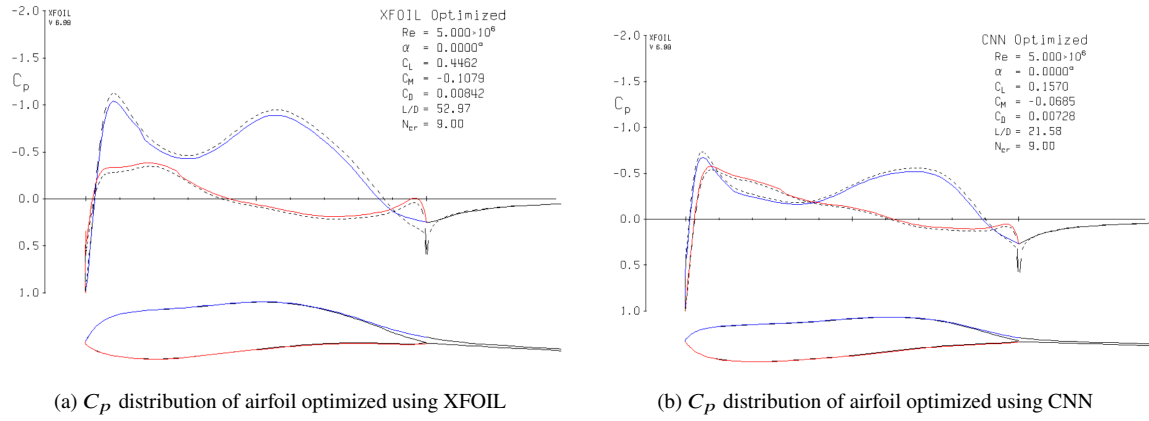 XFOIL
V 6.99
XFOIL Optimized
Re = 5.000·10⁶
α = 0.0000°
C_L = 0.4462
C_M = -0.1079
C_D = 0.00842
L/D = 52.97
N_cr = 9.00
-2.0
-1.5
C_p
-1.0
-0.5
0.0
0.5
1.0
(a) C_p distribution of airfoil optimized using XFOIL
XFOIL
V 6.99
CNN Optimized
Re = 5.000·10⁶
α = 0.0000°
C_L = 0.1570
C_M = -0.0685
C_D = 0.00728
L/D = 21.58
N_cr = 9.00
-2.0
-1.5
C_p
-1.0
-0.5
0.0
0.5
1.0
(b) C_p distribution of airfoil optimized using CNN